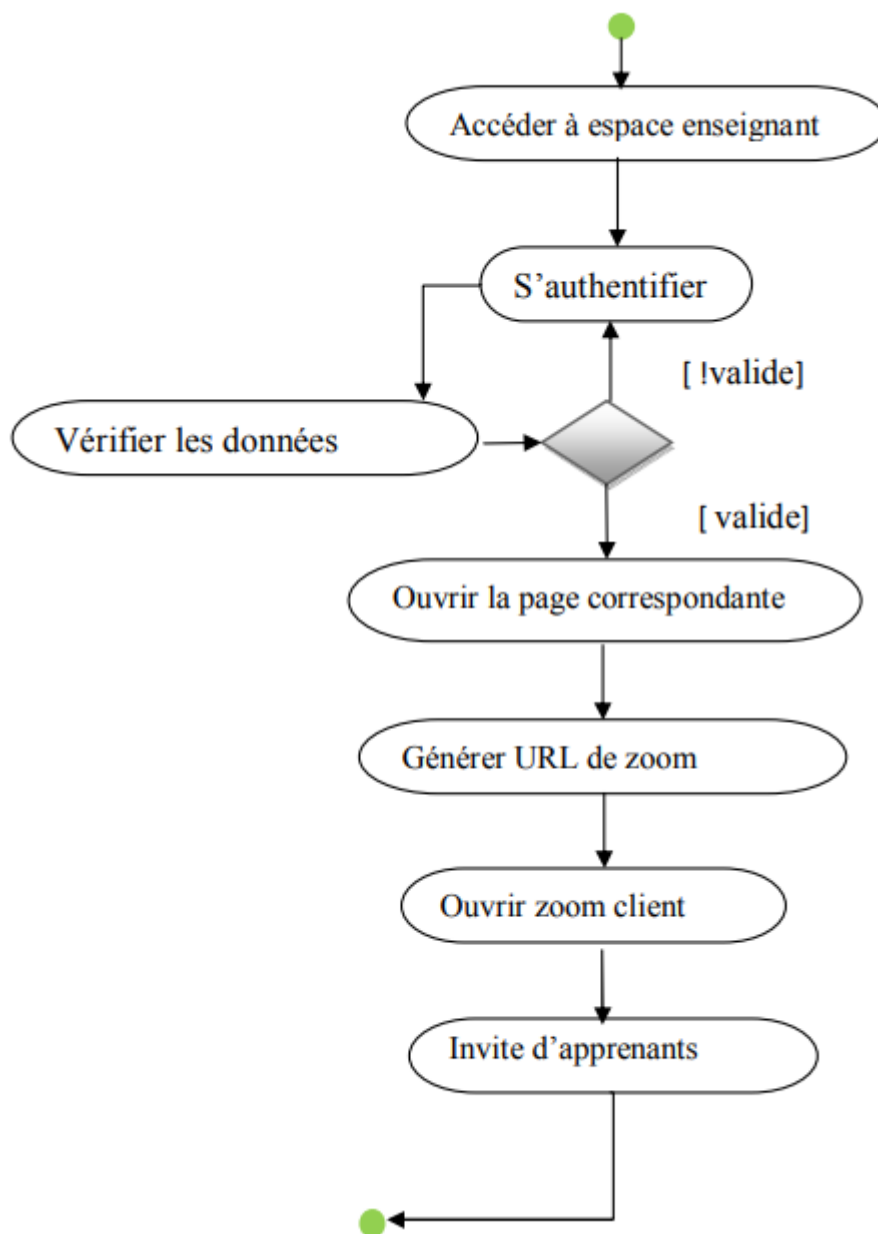 Accéder à espace enseignant
S’authentifier
[ !valide]
Vérifier les données
[ valide]
Ouvrir la page correspondante
Générer URL de zoom
Ouvrir zoom client
Invite d’apprenants